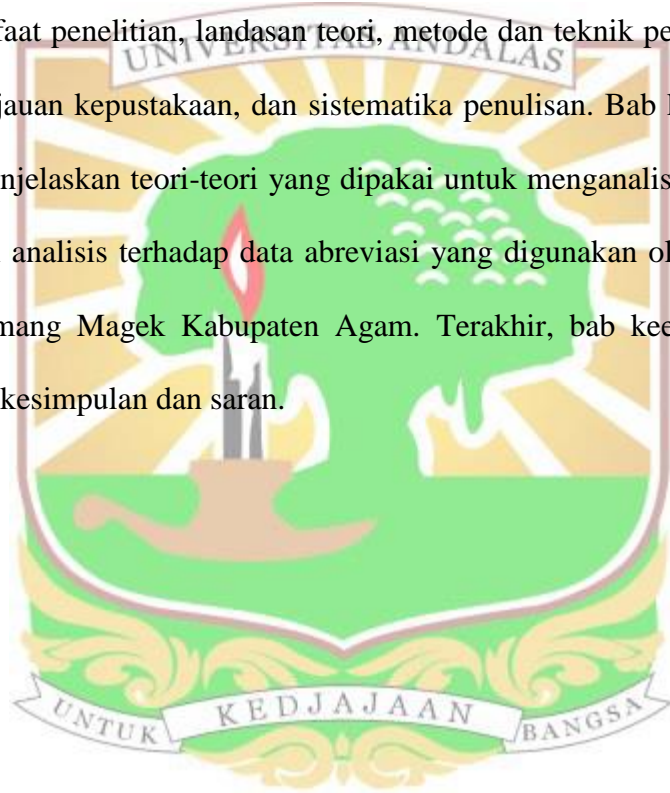 faat penelitian, landasan teori, metode dan teknik pe
UNIVERSITAS ANDALAS
jauan kepustakaan, dan sistematika penulisan. Bab
njelaskan teori-teori yang dipakai untuk menganalis
analisis terhadap data abreviasi yang digunakan ol
mang Magek Kabupaten Agam. Terakhir, bab kee
kesimpulan dan saran.
UNTUK KEDJAJAAN BANGSA